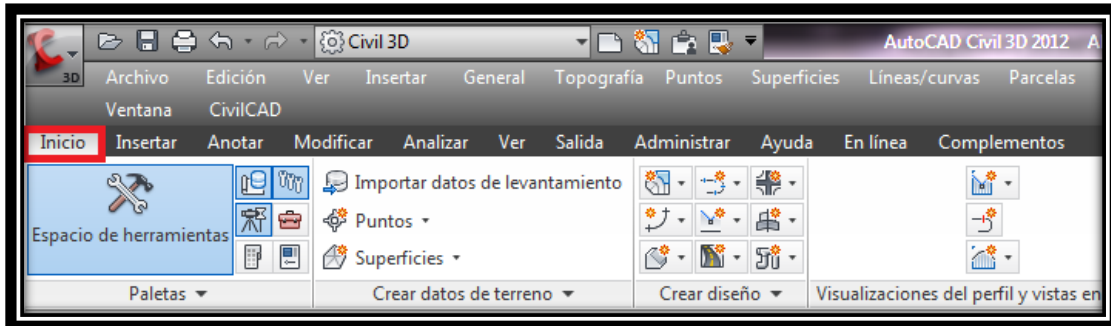 Civil 3D AutoCAD Civil 3D 2012 A
3D Archivo Edición Ver Insertar General Topografía Puntos Superficies Líneas/curvas Parcelas
Ventana CivilCAD
Inicio Insertar Anotar Modificar Analizar Ver Salida Administrar Ayuda En línea Complementos
Importar datos de levantamiento
Puntos
Espacio de herramientas
Superficies
Paletas Crear datos de terreno Crear diseño Visualizaciones del perfil y vistas en